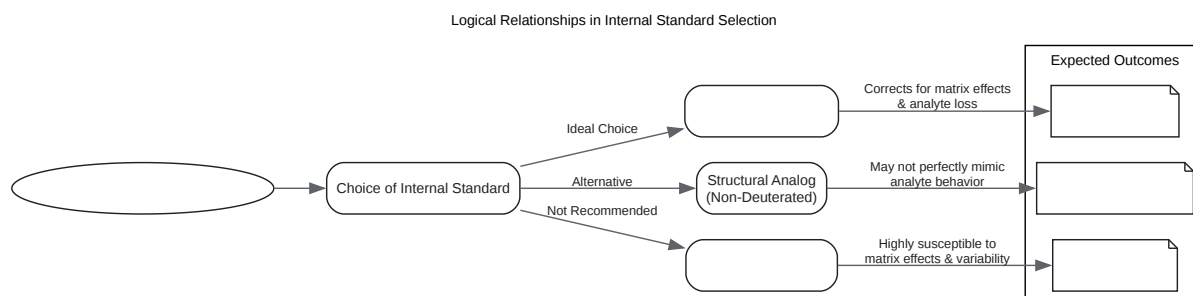 Logical Relationships in Internal Standard Selection
Expected Outcomes
Corrects for matrix effects
& analyte loss
Ideal Choice
Choice of Internal Standard
Alternative
Structural Analog
(Non-Deuterated)
May not perfectly mimic
analyte behavior
Not Recommended
Highly susceptible to
matrix effects & variability